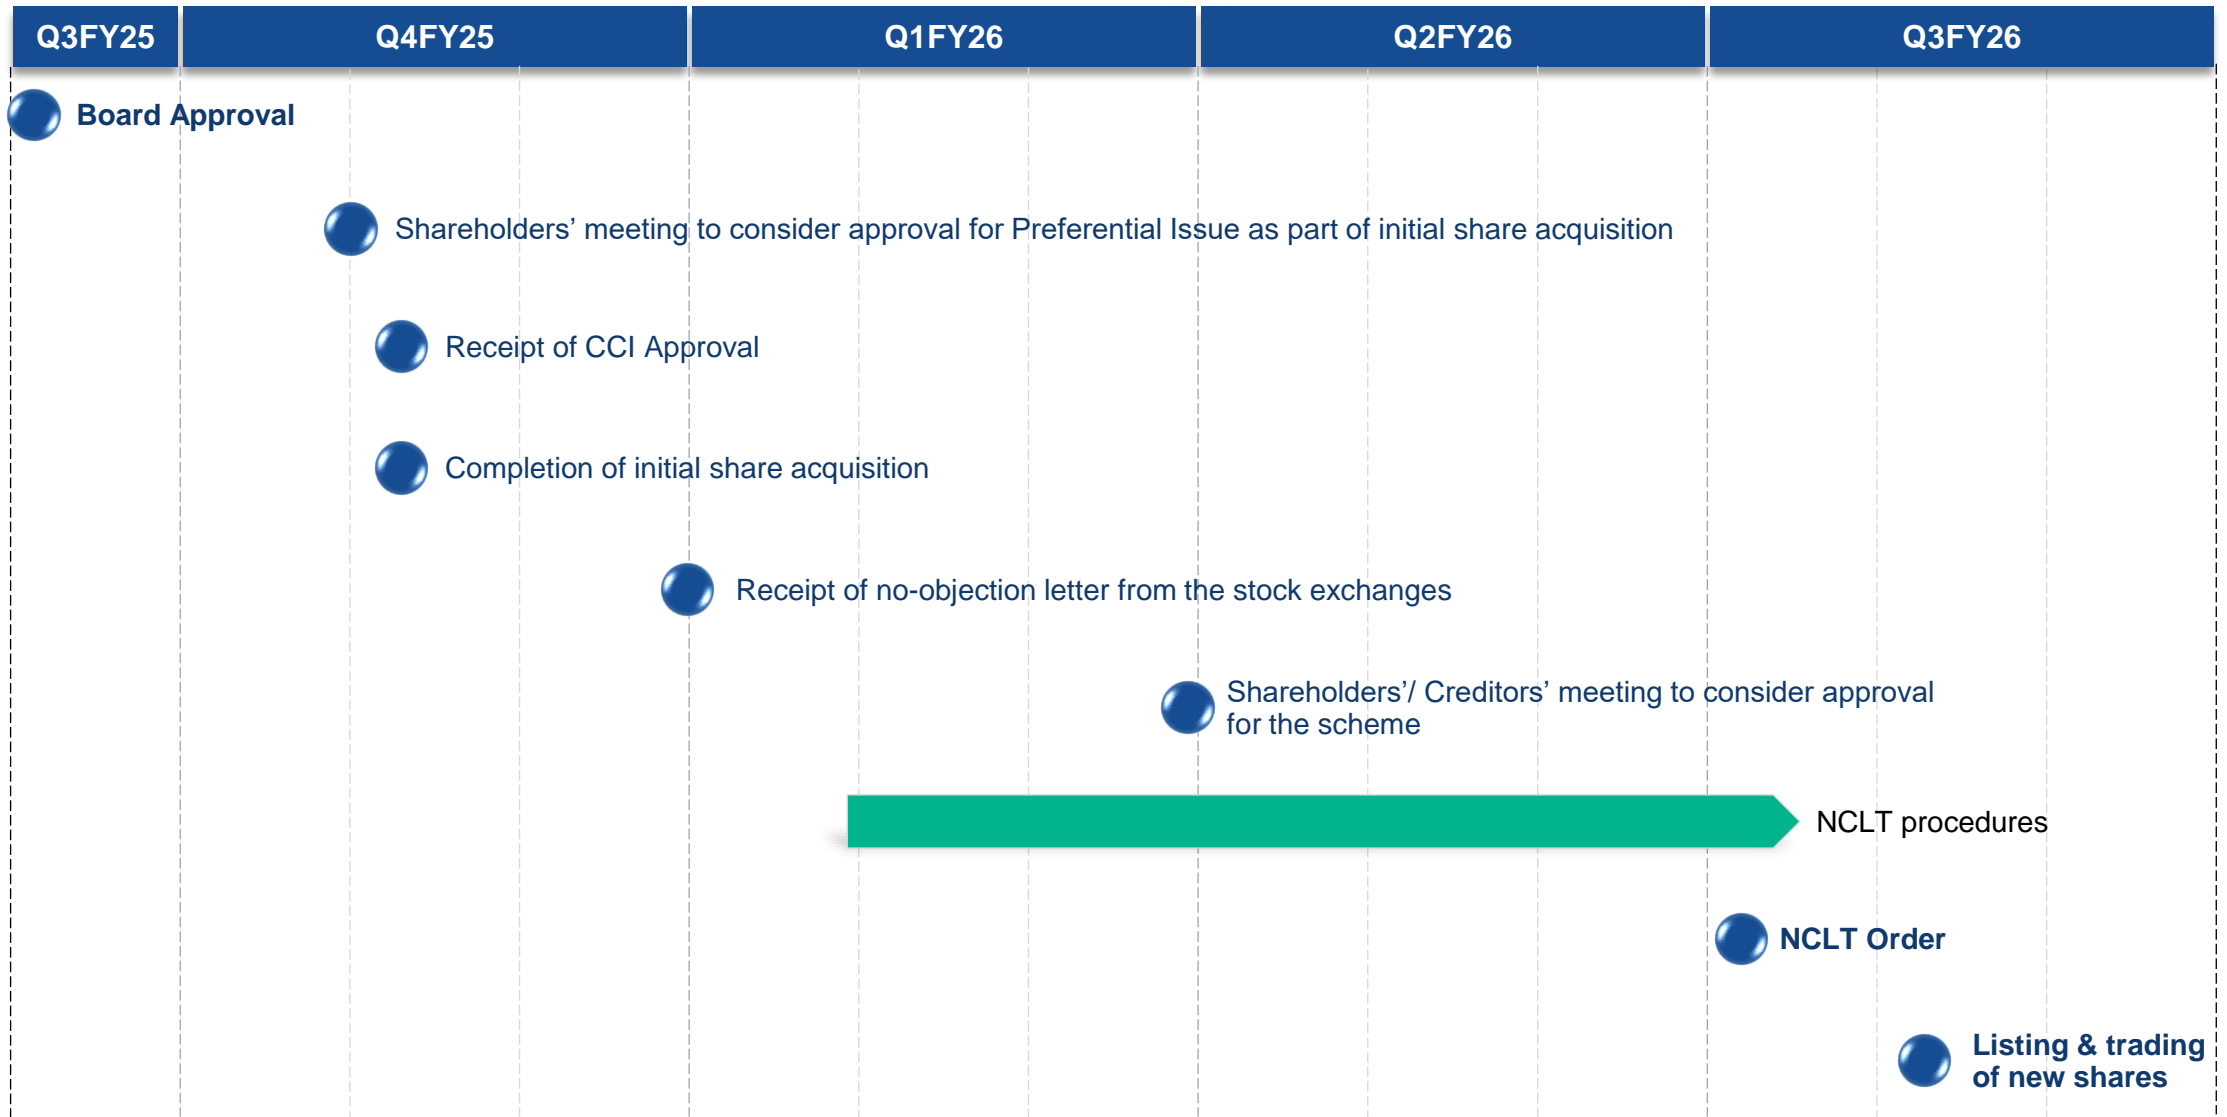 Q3FY25
Q4FY25
Q1FY26
Q2FY26
Q3FY26
Board Approval
Shareholders’ meeting to consider approval for Preferential Issue as part of initial share acquisition
Receipt of CCI Approval
Completion of initial share acquisition
Receipt of no-objection letter from the stock exchanges
Shareholders’/ Creditors’ meeting to consider approval
for the scheme
NCLT procedures
NCLT Order
Listing & trading
of new shares